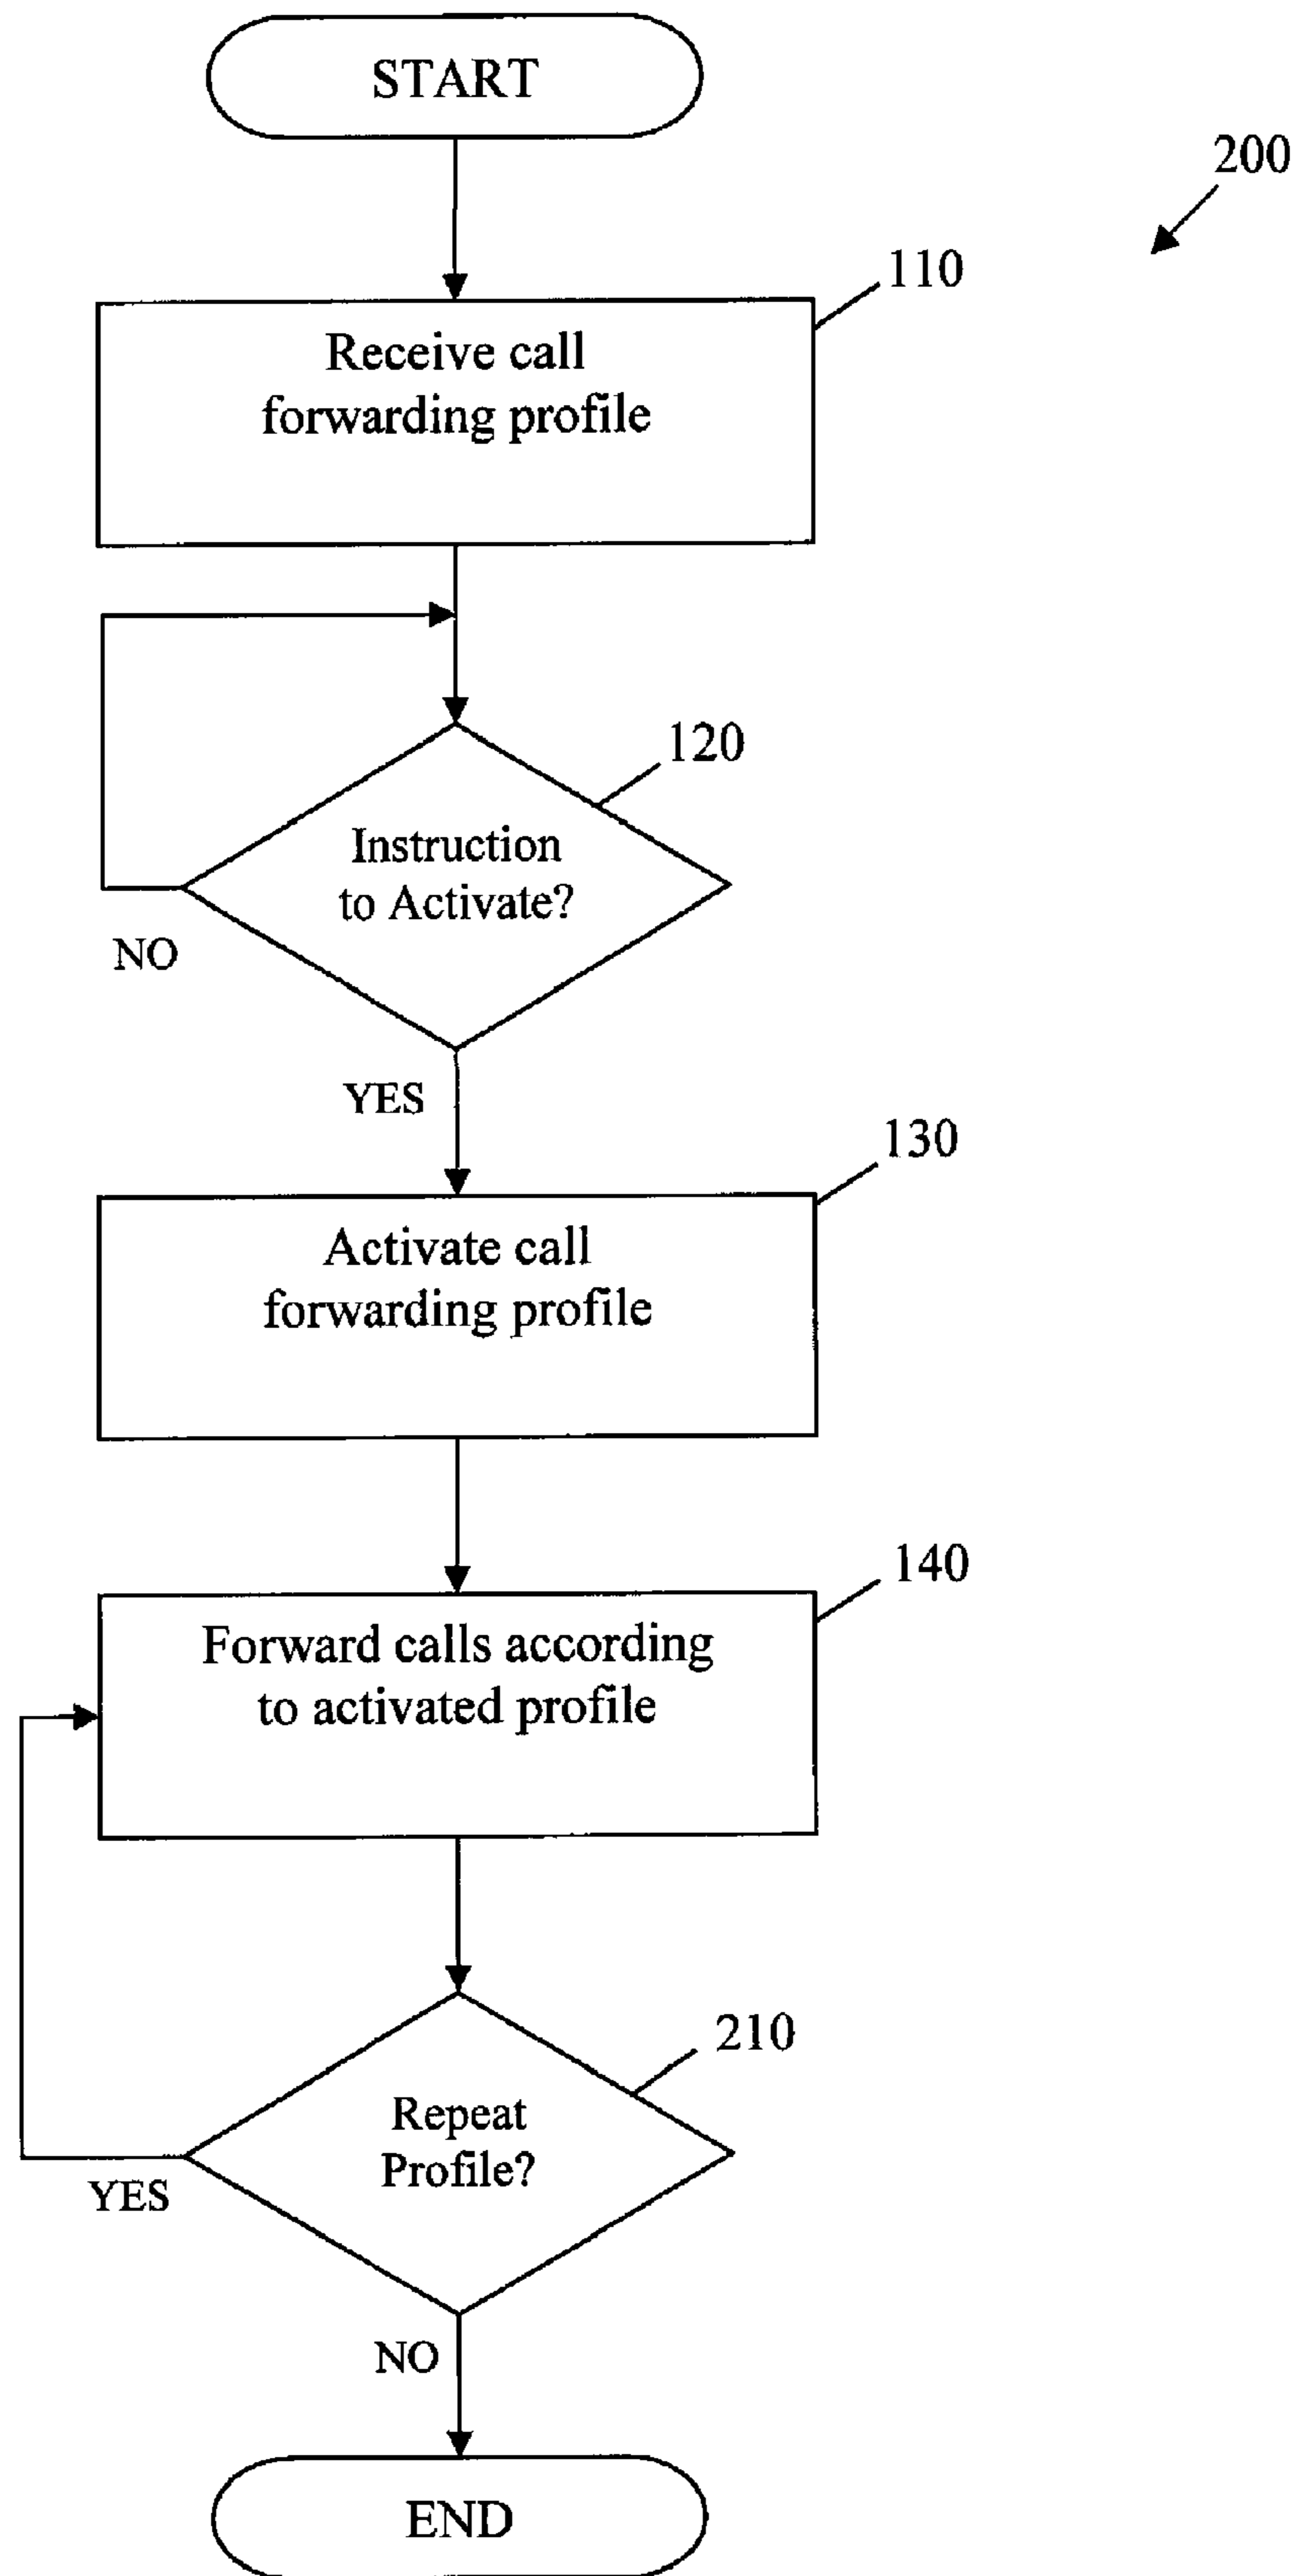 START
200
110
Receive call
forwarding profile
120
Instruction
to Activate?
NO
YES
130
Activate call
forwarding profile
140
Forward calls according
to activated profile
210
Repeat
Profile?
YES
NO
END